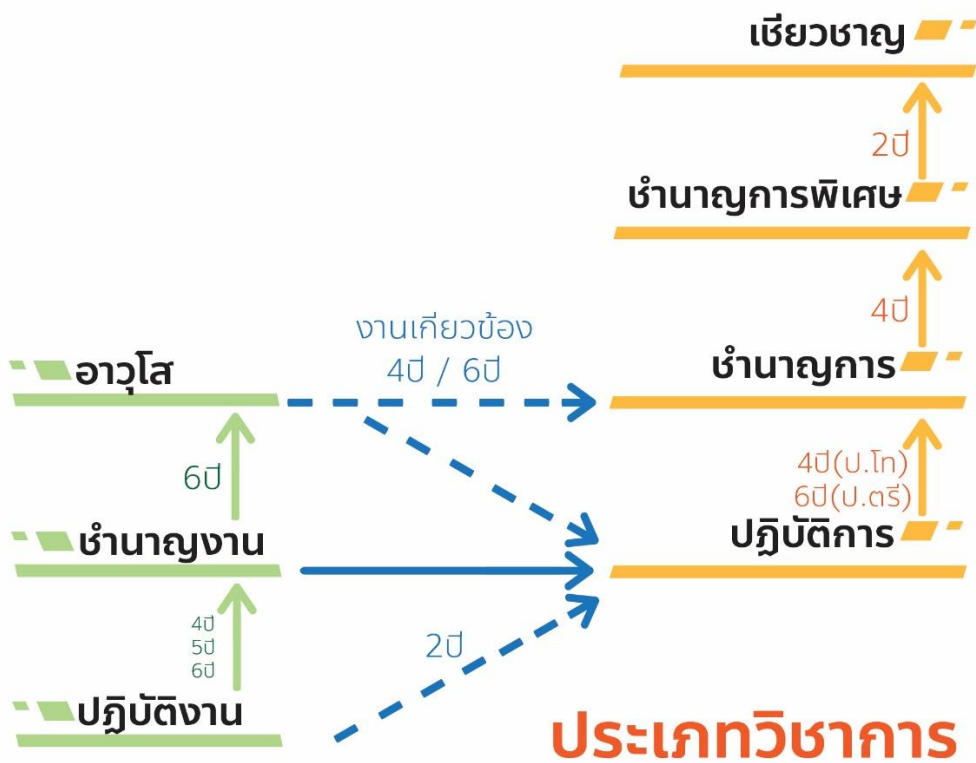 เชียวชาญ
2ปี
ชำนาญการพิเศษ
4ปี
งานเกียวข้อง
4ปี / 6ปี
อาวุโส
ชำนาญการ
6ปี
4ปี(ป.โท)
6ปี(ป.ตรี)
ชำนาญงาน
ปฏิบัติการ
4ปี
5ปี
6ปี
2ปี
ปฏิบัติงาน
ประเภทวิชาการ